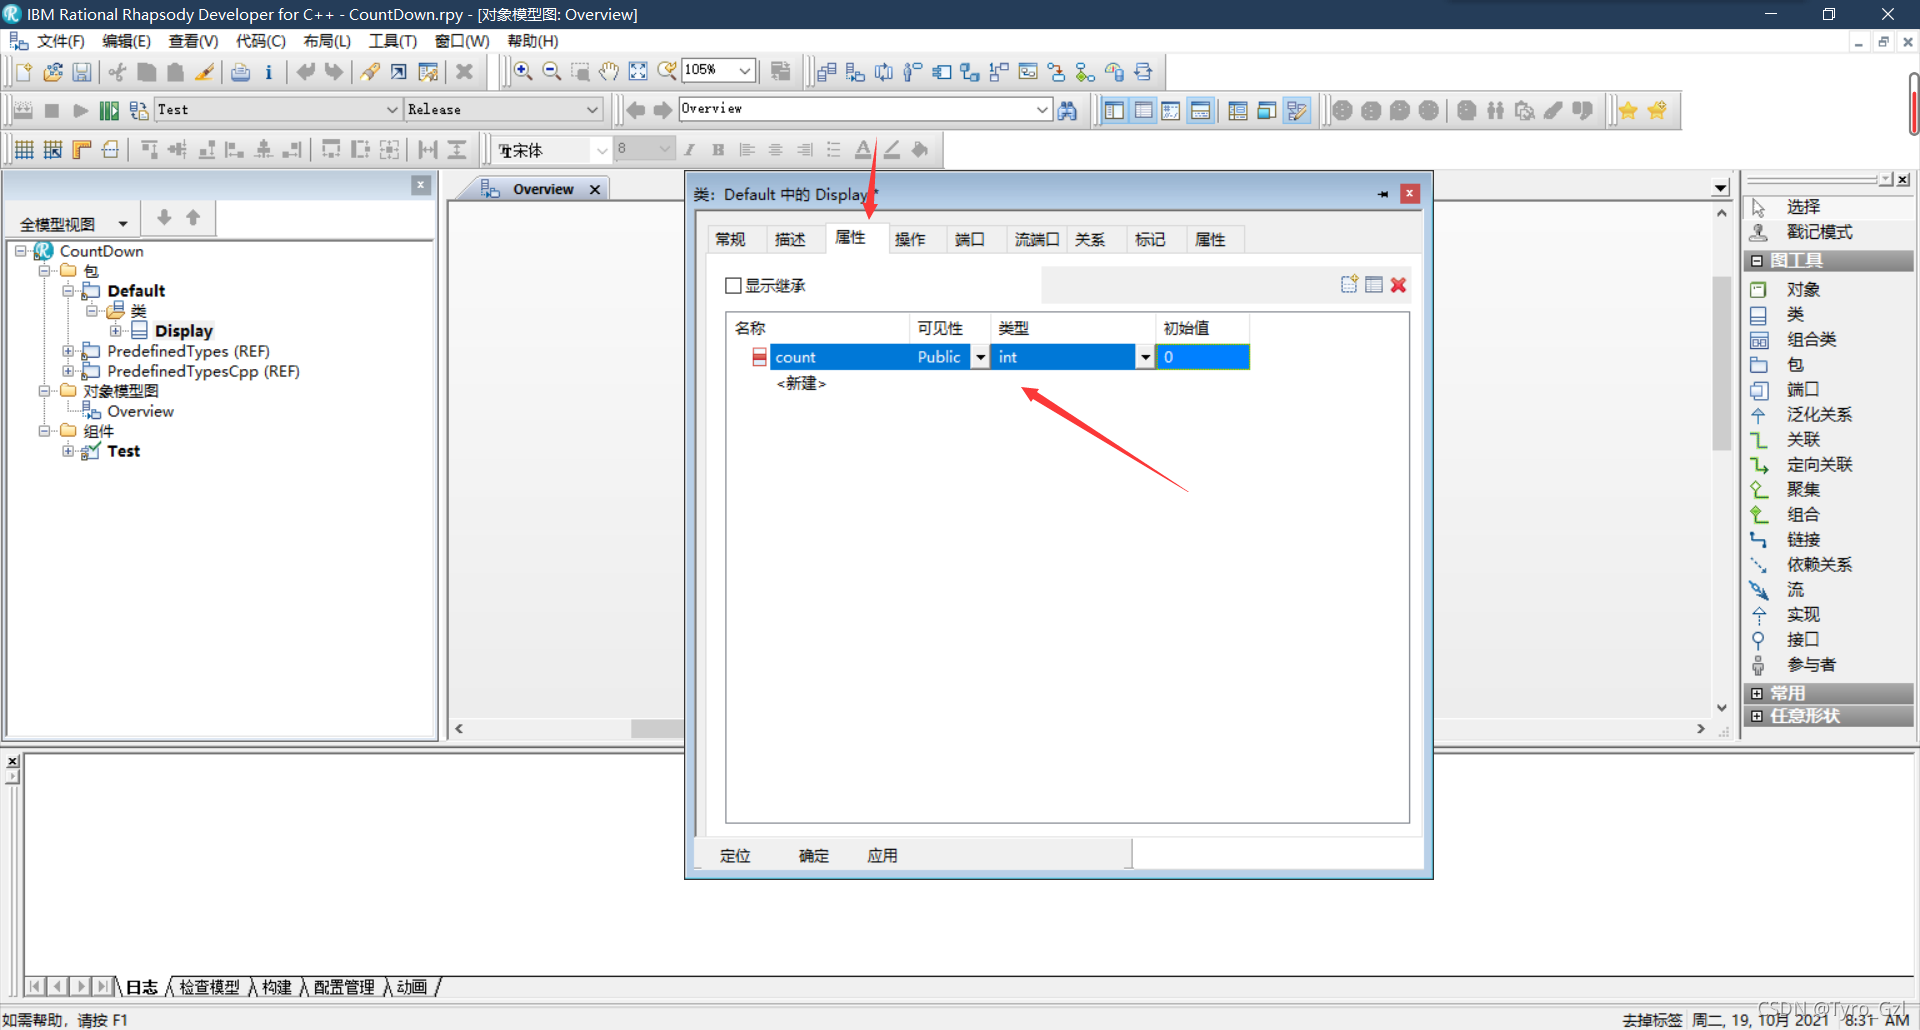 IBM Rational Rhapsody Developer for C++ - CountDown.rpy - [对象模型图: Overview]
文件(F) 编辑(E) 查看(V) 代码(C) 布局(L) 工具(T) 窗口(W) 帮助(H)
105%
Test Release Overview
宋体 8
全模型视图
CountDown
包
Default
类
Display
PredefinedTypes (REF)
PredefinedTypesCpp (REF)
对象模型图
Overview
组件
Test
Overview
类: Default 中的 Display *
常规 描述 属性 操作 端口 流端口 关系 标记 属性
显示继承
名称 可见性 类型 初始值
count Public int 0
<新建>
定位 确定 应用
选择
戳记模式
图工具
对象
类
组合类
包
端口
泛化关系
关联
定向关联
聚集
组合
链接
依赖关系
流
实现
接口
参与者
常用
任意形状
日志 检查模型 构建 配置管理 动画
如需帮助，请按 F1
去掉标签 周二, 19, 10月 2021 8:31 AM
CSDN @Tyro_Gzl